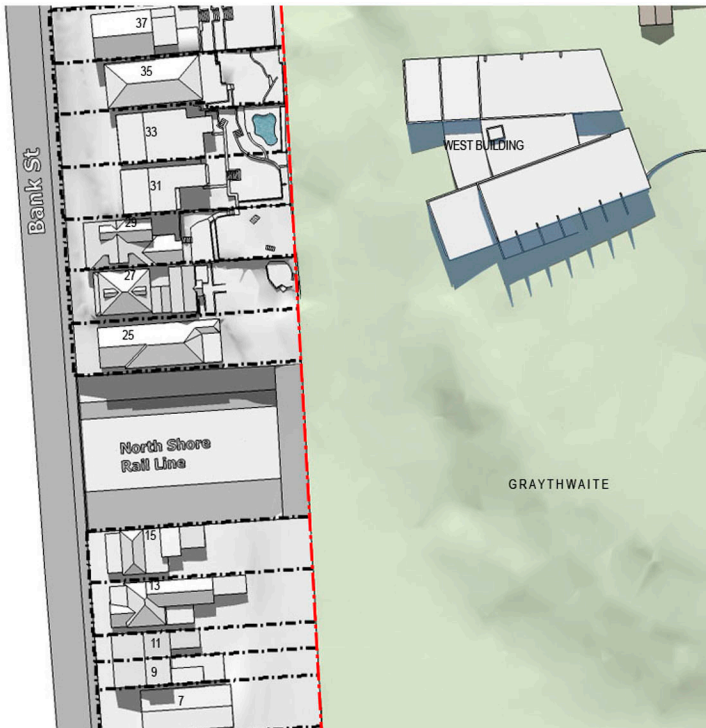 37
35
33
31
29
27
25
Bank St
WEST BUILDING
North Shore
Rail Line
GRAYTHWAITE
15
13
11
9
7